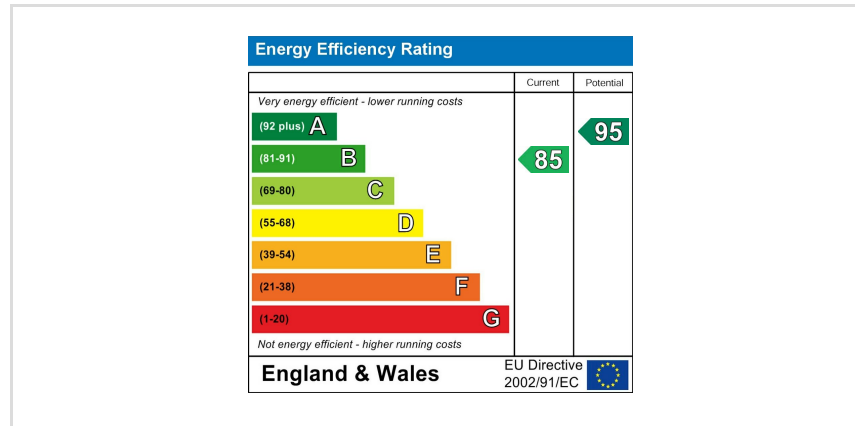 Energy Efficiency Rating
Current Potential
Very energy efficient - lower running costs
(92 plus) A
95
(81-91) B
85
(69-80) C
(55-68) D
(39-54) E
(21-38) F
(1-20) G
Not energy efficient - higher running costs
England & Wales
EU Directive
2002/91/EC